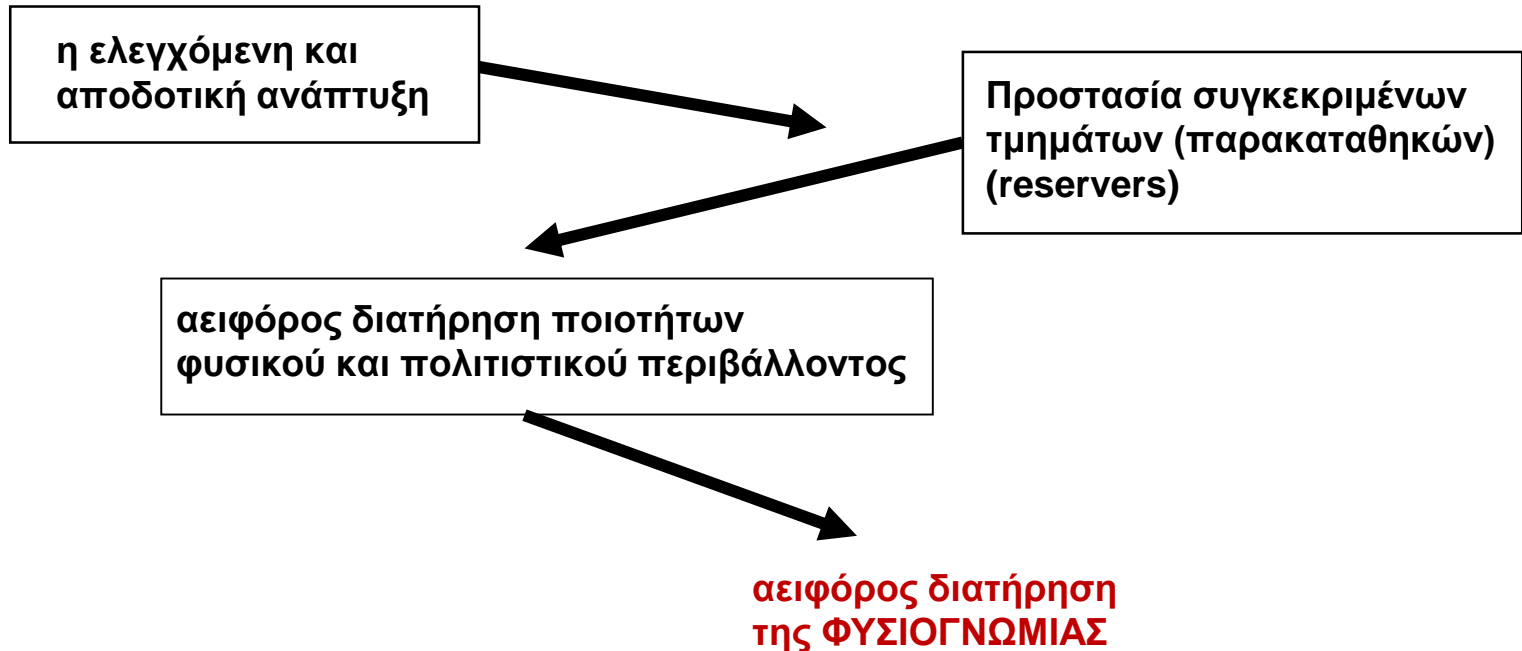 η ελεγχόμενη και
αποδοτική ανάπτυξη
Προστασία συγκεκριμένων
τμημάτων (παρακαταθηκών)
(reservers)
αειφόρος διατήρηση ποιοτήτων
φυσικού και πολιτιστικού περιβάλλοντος
αειφόρος διατήρηση
της ΦΥΣΙΟΓΝΩΜΙΑΣ